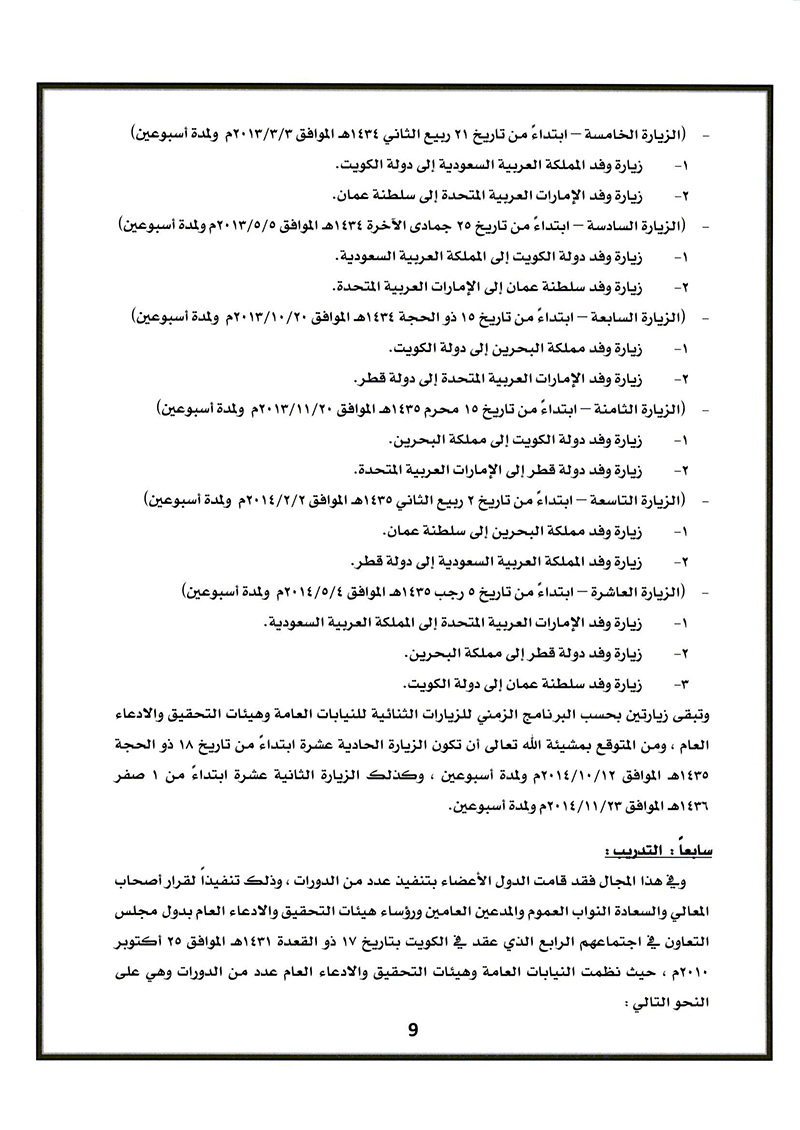 - (الزيارة الخامسة – ابتداءً من تاريخ ٢١ ربيع الثاني ١٤٣٤هـ الموافق ٢٠١٣/٣/٣م ولمدة أسبوعين)
١- زيارة وفد المملكة العربية السعودية إلى دولة الكويت.
٢- زيارة وفد الإمارات العربية المتحدة إلى سلطنة عمان.
- (الزيارة السادسة – ابتداءً من تاريخ ٢٥ جمادى الآخرة ١٤٣٤هـ الموافق ٢٠١٣/٥/٥م ولمدة أسبوعين)
١- زيارة وفد دولة الكويت إلى المملكة العربية السعودية.
٢- زيارة وفد سلطنة عمان إلى الإمارات العربية المتحدة.
- (الزيارة السابعة – ابتداءً من تاريخ ١٥ ذو الحجة ١٤٣٤هـ الموافق ٢٠١٣/١٠/٢٠م ولمدة أسبوعين)
١- زيارة وفد مملكة البحرين إلى دولة الكويت.
٢- زيارة وفد الإمارات العربية المتحدة إلى دولة قطر.
- (الزيارة الثامنة – ابتداءً من تاريخ ١٥ محرم ١٤٣٥هـ الموافق ٢٠١٣/١١/٢٠م ولمدة أسبوعين)
١- زيارة وفد دولة الكويت إلى مملكة البحرين.
٢- زيارة وفد دولة قطر إلى الإمارات العربية المتحدة.
- (الزيارة التاسعة – ابتداءً من تاريخ ٢ ربيع الثاني ١٤٣٥هـ الموافق ٢٠١٤/٢/٢م ولمدة أسبوعين)
١- زيارة وفد مملكة البحرين إلى سلطنة عمان.
٢- زيارة وفد المملكة العربية السعودية إلى دولة قطر.
- (الزيارة العاشرة – ابتداءً من تاريخ ٥ رجب ١٤٣٥هـ الموافق ٢٠١٤/٥/٤م ولمدة أسبوعين)
١- زيارة وفد الإمارات العربية المتحدة إلى المملكة العربية السعودية.
٢- زيارة وفد دولة قطر إلى مملكة البحرين.
٣- زيارة وفد سلطنة عمان إلى دولة الكويت.
وتبقى زيارتين بحسب البرنامج الزمني للزيارات الثنائية للنيابات العامة وهيئات التحقيق والادعاء
العام ، ومن المتوقع بمشيئة الله تعالى أن تكون الزيارة الحادية عشرة ابتداءً من تاريخ ١٨ ذو الحجة
١٤٣٥هـ الموافق ٢٠١٤/١٠/١٢م ولمدة أسبوعين ، وكذلك الزيارة الثانية عشرة ابتداءً من ١ صفر
١٤٣٦هـ الموافق ٢٠١٤/١١/٢٣م ولمدة أسبوعين.
سابعاً : التدريب :
وفي هذا المجال فقد قامت الدول الأعضاء بتنفيذ عدد من الدورات ، وذلك تنفيذاً لقرار أصحاب
المعالي والسعادة النواب العموم والمدعين العامين ورؤساء هيئات التحقيق والادعاء العام بدول مجلس
التعاون في اجتماعهم الرابع الذي عقد في الكويت بتاريخ ١٧ ذو القعدة ١٤٣١هـ الموافق ٢٥ أكتوبر
٢٠١٠م ، حيث نظمت النيابات العامة وهيئات التحقيق والادعاء العام عدد من الدورات وهي على
النحو التالي :
9